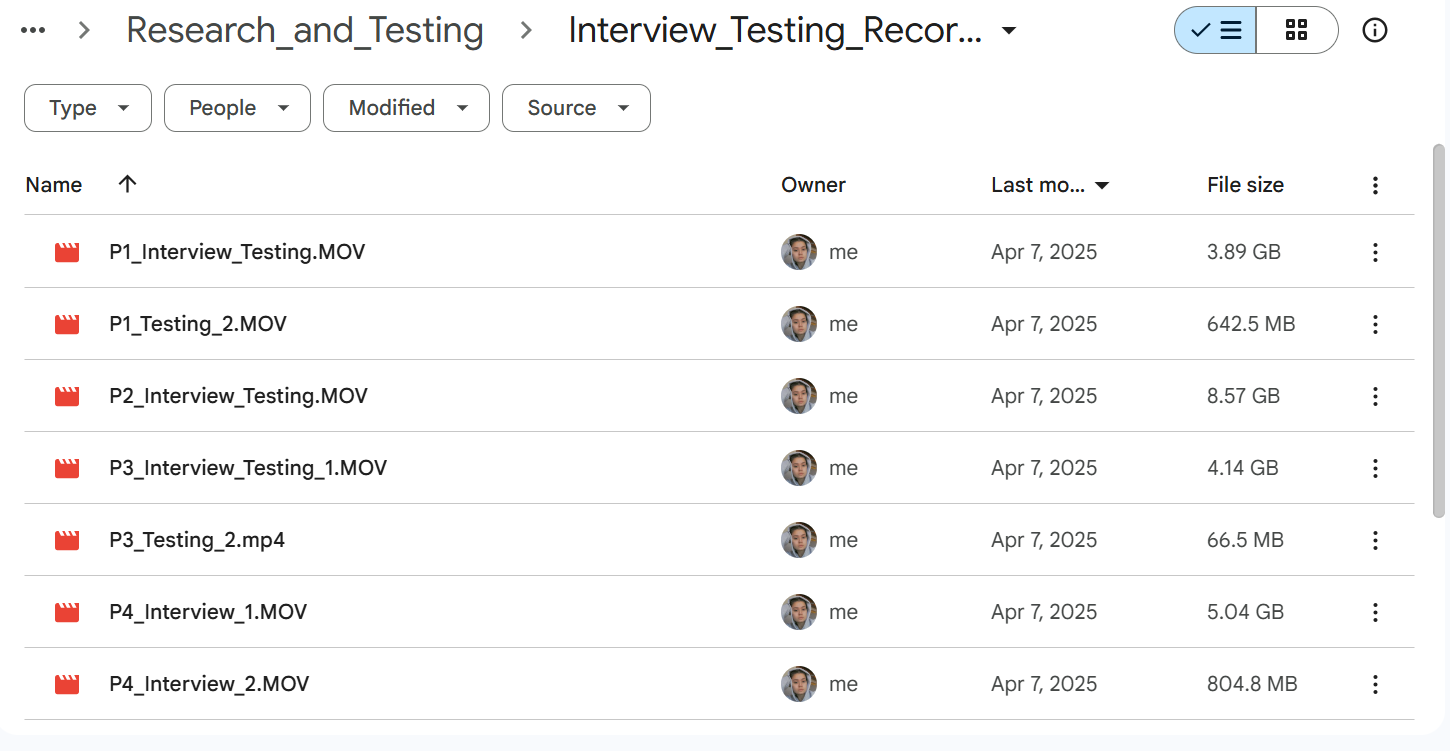 ... > Research_and_Testing > Interview_Testing_Recor...
Type People Modified Source
Name Owner Last mo... File size
P1_Interview_Testing.MOV me Apr 7, 2025 3.89 GB
P1_Testing_2.MOV me Apr 7, 2025 642.5 MB
P2_Interview_Testing.MOV me Apr 7, 2025 8.57 GB
P3_Interview_Testing_1.MOV me Apr 7, 2025 4.14 GB
P3_Testing_2.mp4 me Apr 7, 2025 66.5 MB
P4_Interview_1.MOV me Apr 7, 2025 5.04 GB
P4_Interview_2.MOV me Apr 7, 2025 804.8 MB